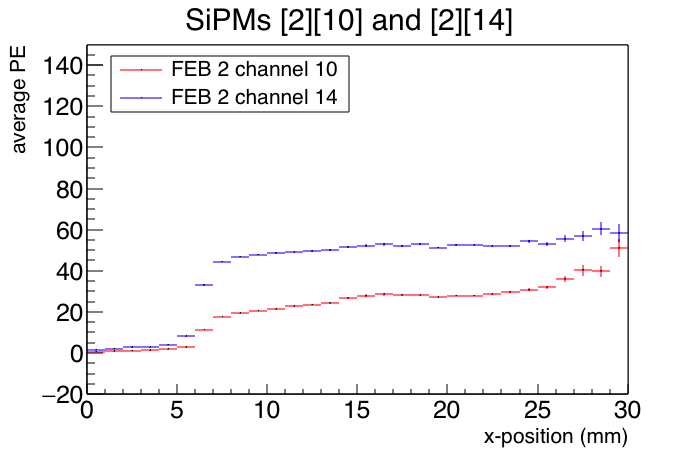 SiPMs [2][10] and [2][14]
average PE
140
120
100
80
60
40
20
0
−20
FEB 2 channel 10
FEB 2 channel 14
0 5 10 15 20 25 30
x-position (mm)